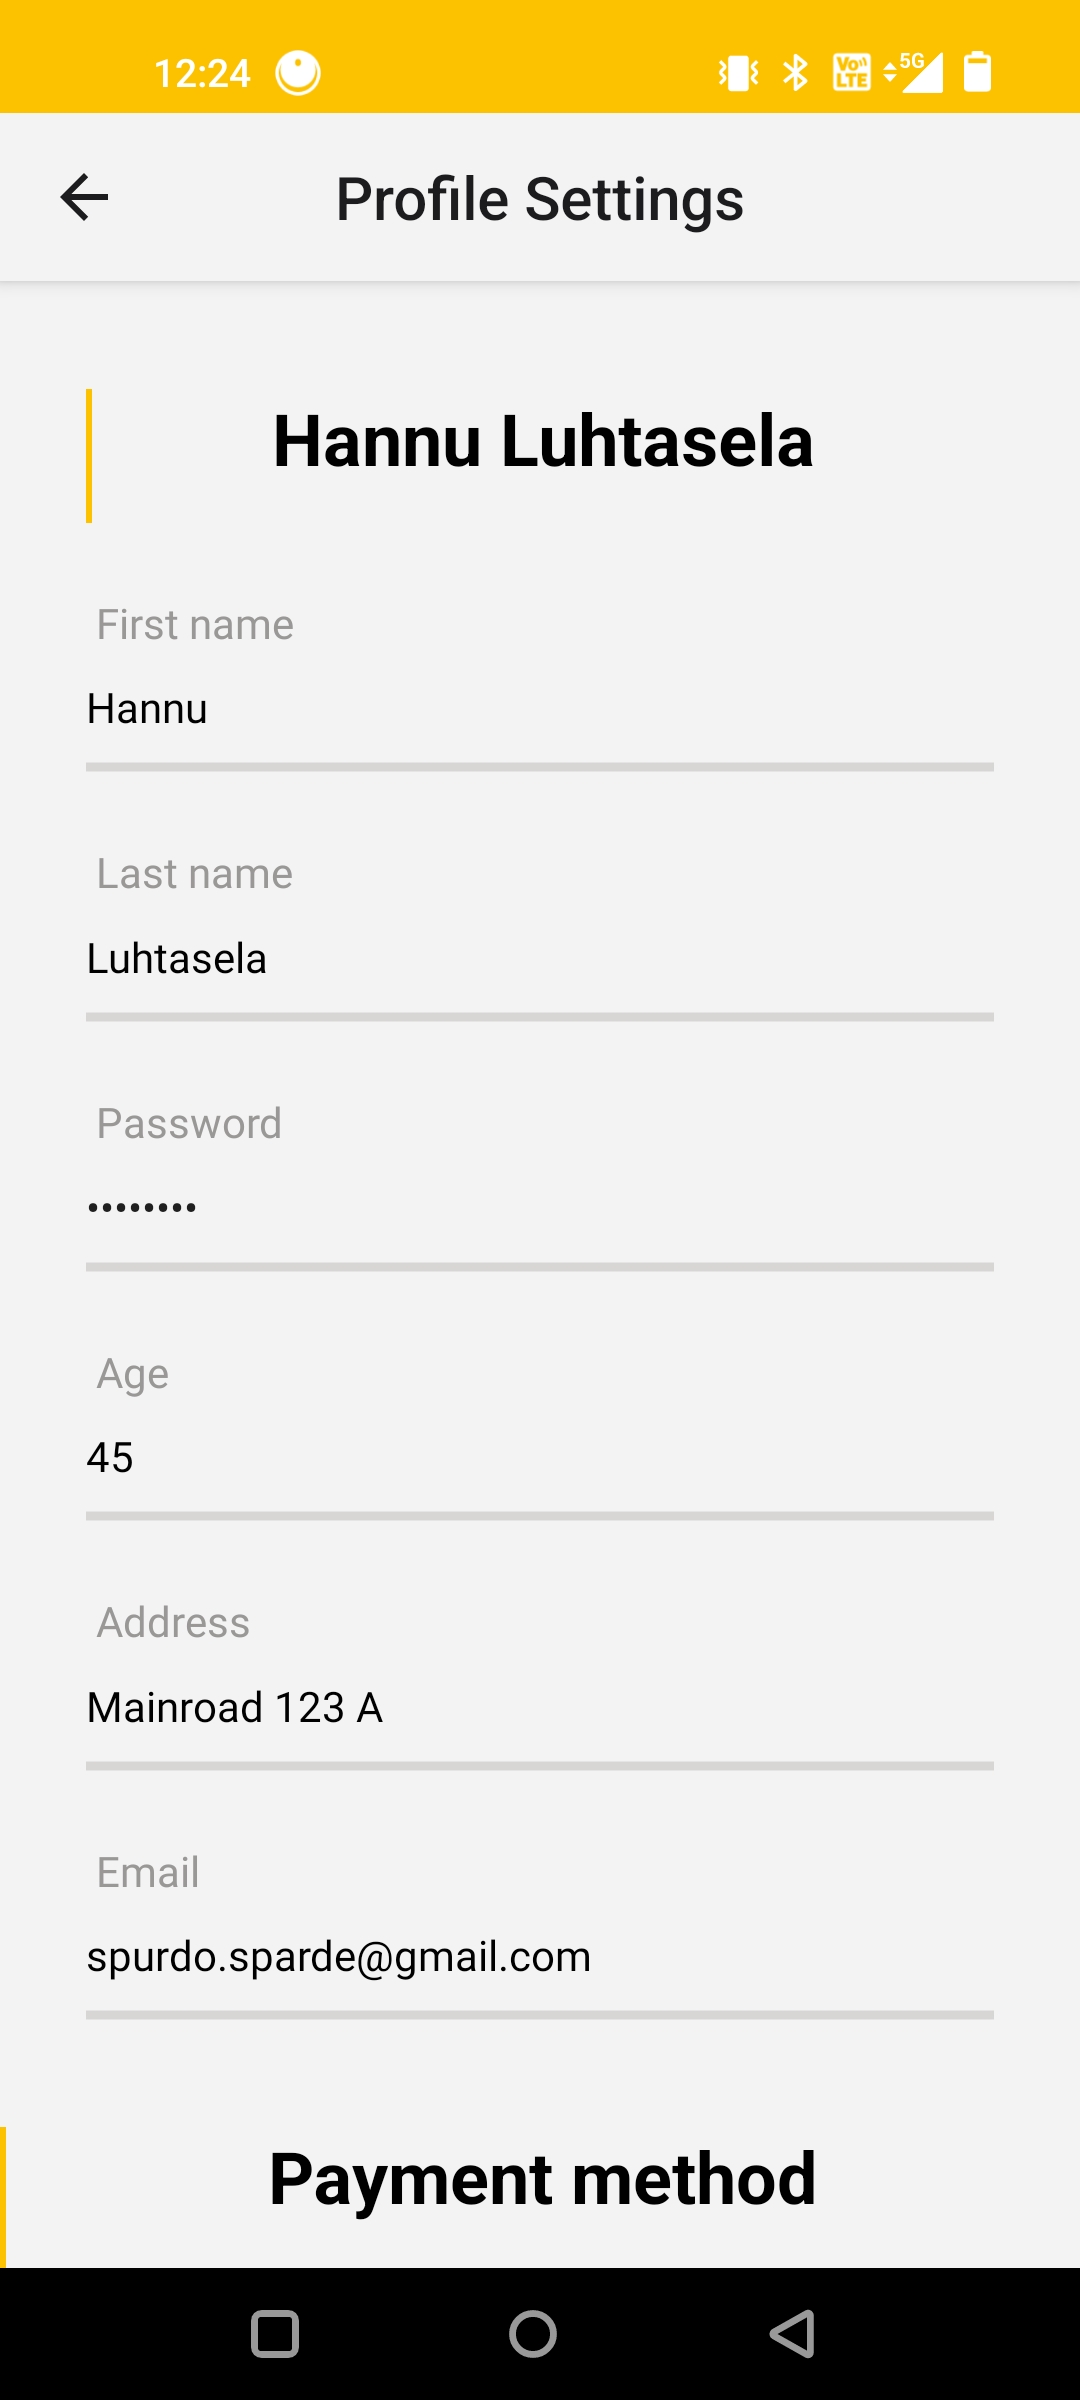 12:24
Vo LTE 5G
Profile Settings
Hannu Luhtasela
First name
Hannu
Last name
Luhtasela
Password
••••••••
Age
45
Address
Mainroad 123 A
Email
spurdo.sparde@gmail.com
Payment method